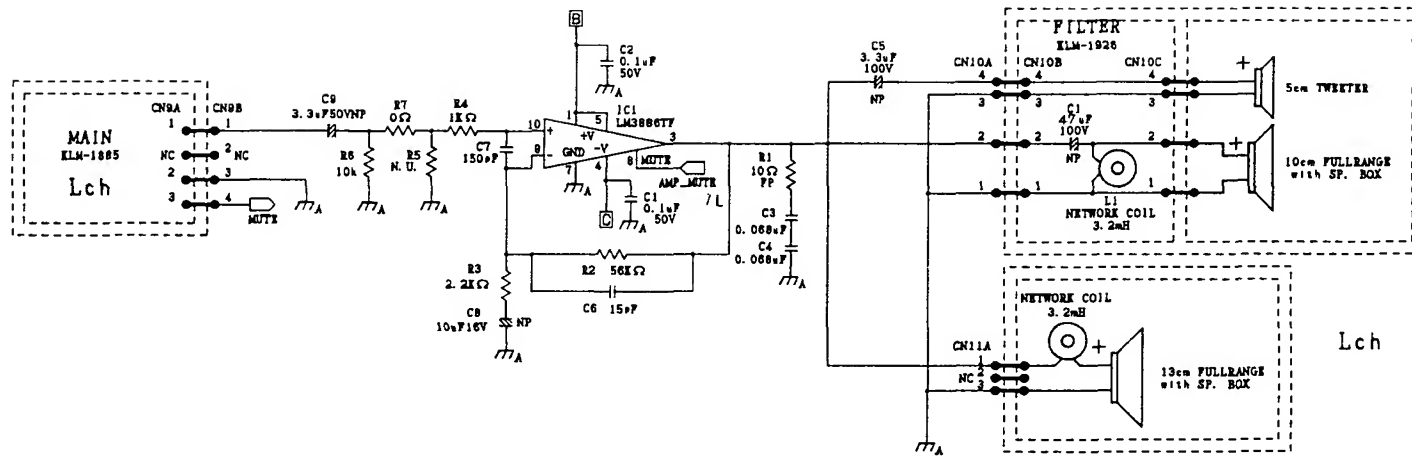 MAIN
KLM-1885
Lch
CN9A
CN9B
1
1
NC
2
NC
2
3
3
4
MUTE
A
C9
3.3uF50VNP
R6
10k
A
R7
0Ω
R5
N.U.
A
R4
1KΩ
C7
150pF
B
C2
0.1uF
50V
A
IC1
LM3886TF
1
5
10
9
+
-
+V
-V
GND
7
4
8
3
MUTE
AMP_MUTE
A
C
C1
0.1uF
50V
A
7L
R2
56KΩ
C6
15pF
R3
2.2KΩ
C8
10uF16V
NP
A
R1
10Ω
FP
C3
0.068uF
C4
0.068uF
A
C5
3.3uF
100V
NP
FILTER
KLM-1926
CN10A
CN10B
CN10C
4
4
4
3
3
3
2
2
2
1
1
1
C1
47uF
100V
NP
L1
NETWORK COIL
3.2mH
+
5cm TWEETER
+
10cm FULLRANGE
with SP. BOX
NETWORK COIL
3.2mH
CN11A
1
2
NC
3
+
13cm FULLRANGE
with SP. BOX
Lch
A